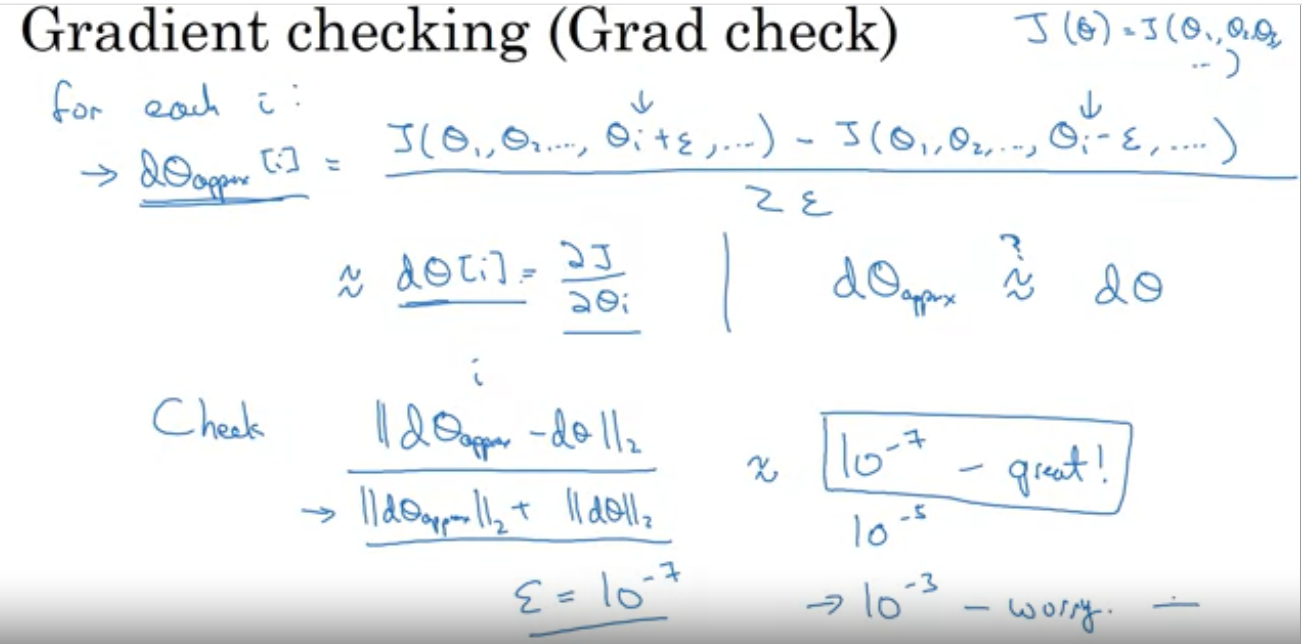 Gradient checking (Grad check)
J(θ) = J(θ₁, θ₂, θ₃, ...)
for each i:
→ dθapprox[i] = (J(θ₁, θ₂, ..., θᵢ+ε, ...) - J(θ₁, θ₂, ..., θᵢ-ε, ....)) / 2ε
≈ dθ[i] = ∂J/∂θᵢ | dθapprox ≈? dθ
i
Check ||dθapprox - dθ||₂ / (||dθapprox||₂ + ||dθ||₂) ≈ 10⁻⁷ - great!
10⁻⁵
ε = 10⁻⁷ → 10⁻³ - worry. -